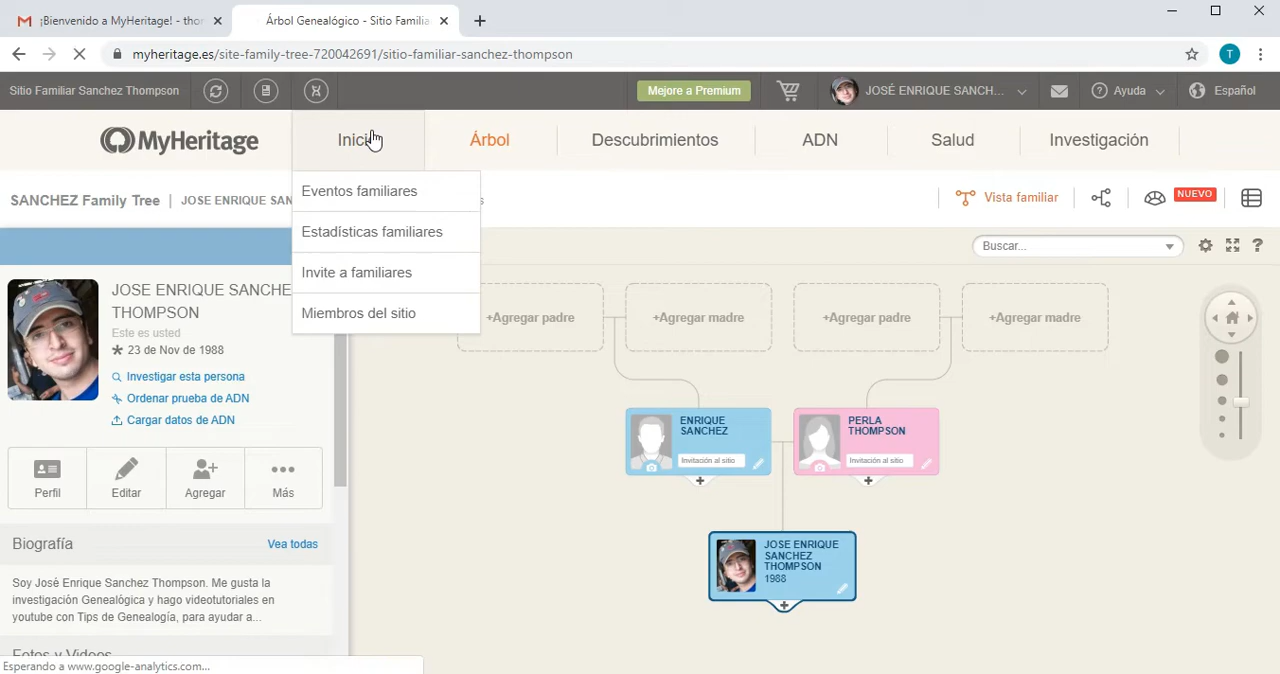 ¡Bienvenido a MyHeritage! - thor
Árbol Genealógico - Sitio Familia
myheritage.es/site-family-tree-720042691/sitio-familiar-sanchez-thompson
T
Sitio Familiar Sanchez Thompson
Mejore a Premium
JOSÉ ENRIQUE SANCH...
Ayuda
Español
MyHeritage
Inicio
Árbol
Descubrimientos
ADN
Salud
Investigación
SANCHEZ Family Tree | JOSE ENRIQUE SAN
Vista familiar
NUEVO
Eventos familiares
Estadísticas familiares
Invite a familiares
Miembros del sitio
Buscar...
?
JOSE ENRIQUE SANCHE
THOMPSON
Este es usted
23 de Nov de 1988
Investigar esta persona
Ordenar prueba de ADN
Cargar datos de ADN
Perfil
Editar
Agregar
Más
Biografía
Vea todas
Soy José Enrique Sanchez Thompson. Me gusta la
investigación Genealógica y hago videotutoriales en
youtube con Tips de Genealogía, para ayudar a...
Fotos y Videos
Esperando a www.google-analytics.com...
+Agregar padre
+Agregar madre
+Agregar padre
+Agregar madre
ENRIQUE
SANCHEZ
Invitación al sitio
PERLA
THOMPSON
Invitación al sitio
JOSE ENRIQUE
SANCHEZ
THOMPSON
1988